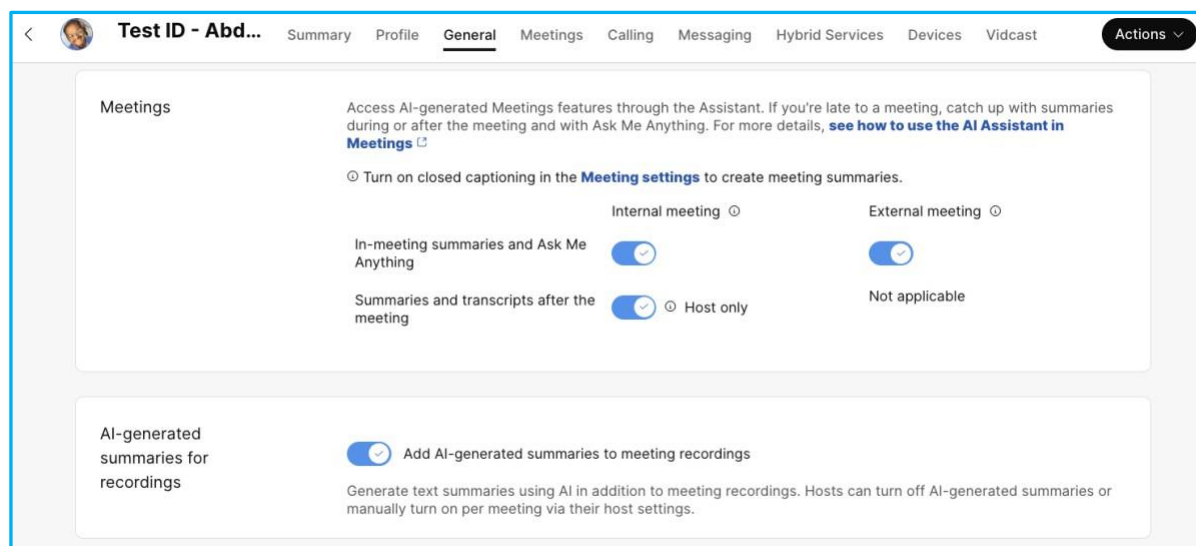 Test ID - Abd...
Summary
Profile
General
Meetings
Calling
Messaging
Hybrid Services
Devices
Vidcast
Actions
Meetings
Access AI-generated Meetings features through the Assistant. If you're late to a meeting, catch up with summaries
during or after the meeting and with Ask Me Anything. For more details, see how to use the AI Assistant in
Meetings
Turn on closed captioning in the Meeting settings to create meeting summaries.
Internal meeting
External meeting
In-meeting summaries and Ask Me
Anything
Summaries and transcripts after the
meeting
Host only
Not applicable
AI-generated
summaries for
recordings
Add AI-generated summaries to meeting recordings
Generate text summaries using AI in addition to meeting recordings. Hosts can turn off AI-generated summaries or
manually turn on per meeting via their host settings.